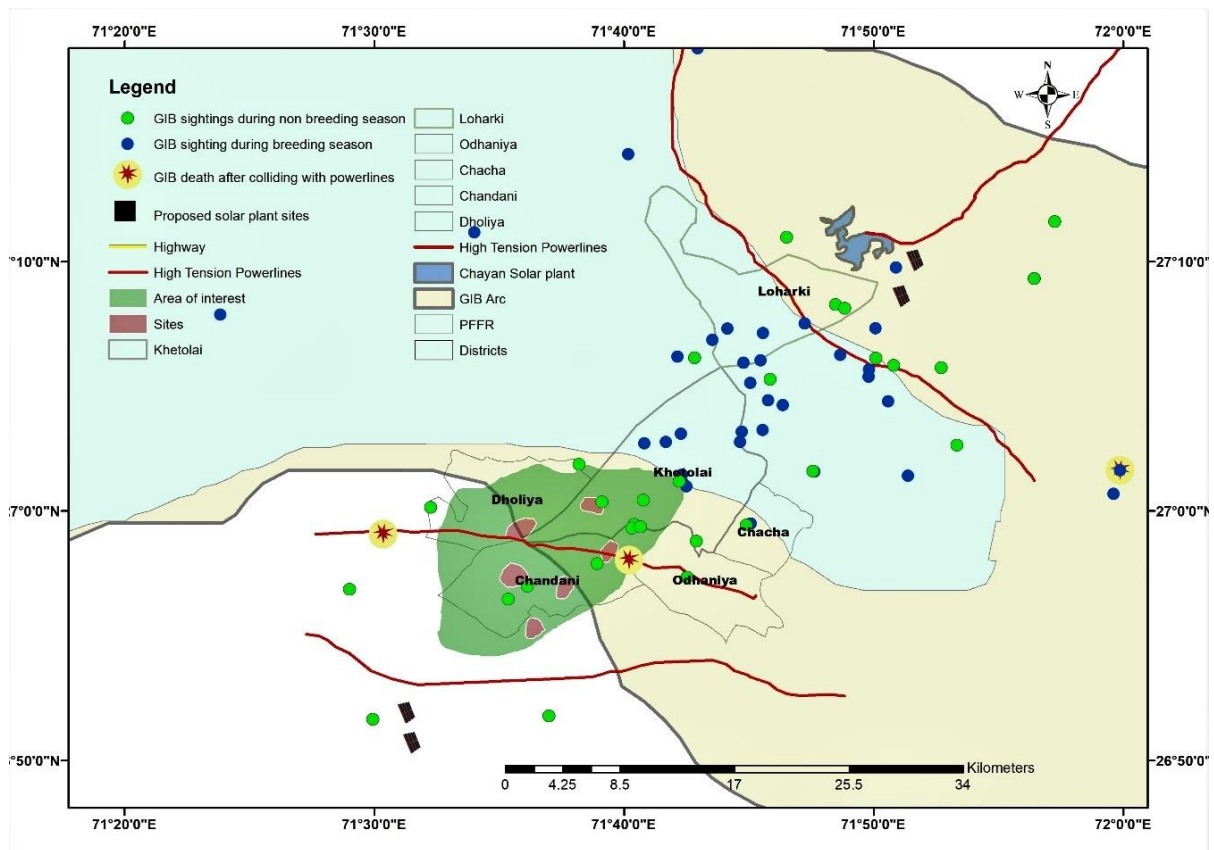 71°20'0"E 71°30'0"E 71°40'0"E 71°50'0"E 72°0'0"E
Legend
GIB sightings during non breeding season
GIB sighting during breeding season
GIB death after colliding with powerlines
Proposed solar plant sites
Highway
High Tension Powerlines
Area of interest
Sites
Khetolai
Loharki
Odhaniya
Chacha
Chandani
Dholiya
High Tension Powerlines
Chayan Solar plant
GIB Arc
PFFR
Districts
N
W E
S
7°10'0"N 27°10'0"N
Loharki
Khetolai
Dholiya
27°0'0"N 27°0'0"N
Chacha
Chandani
Odhaniya
5°50'0"N 26°50'0"N
Kilometers
0 4.25 8.5 17 25.5 34
71°20'0"E 71°30'0"E 71°40'0"E 71°50'0"E 72°0'0"E